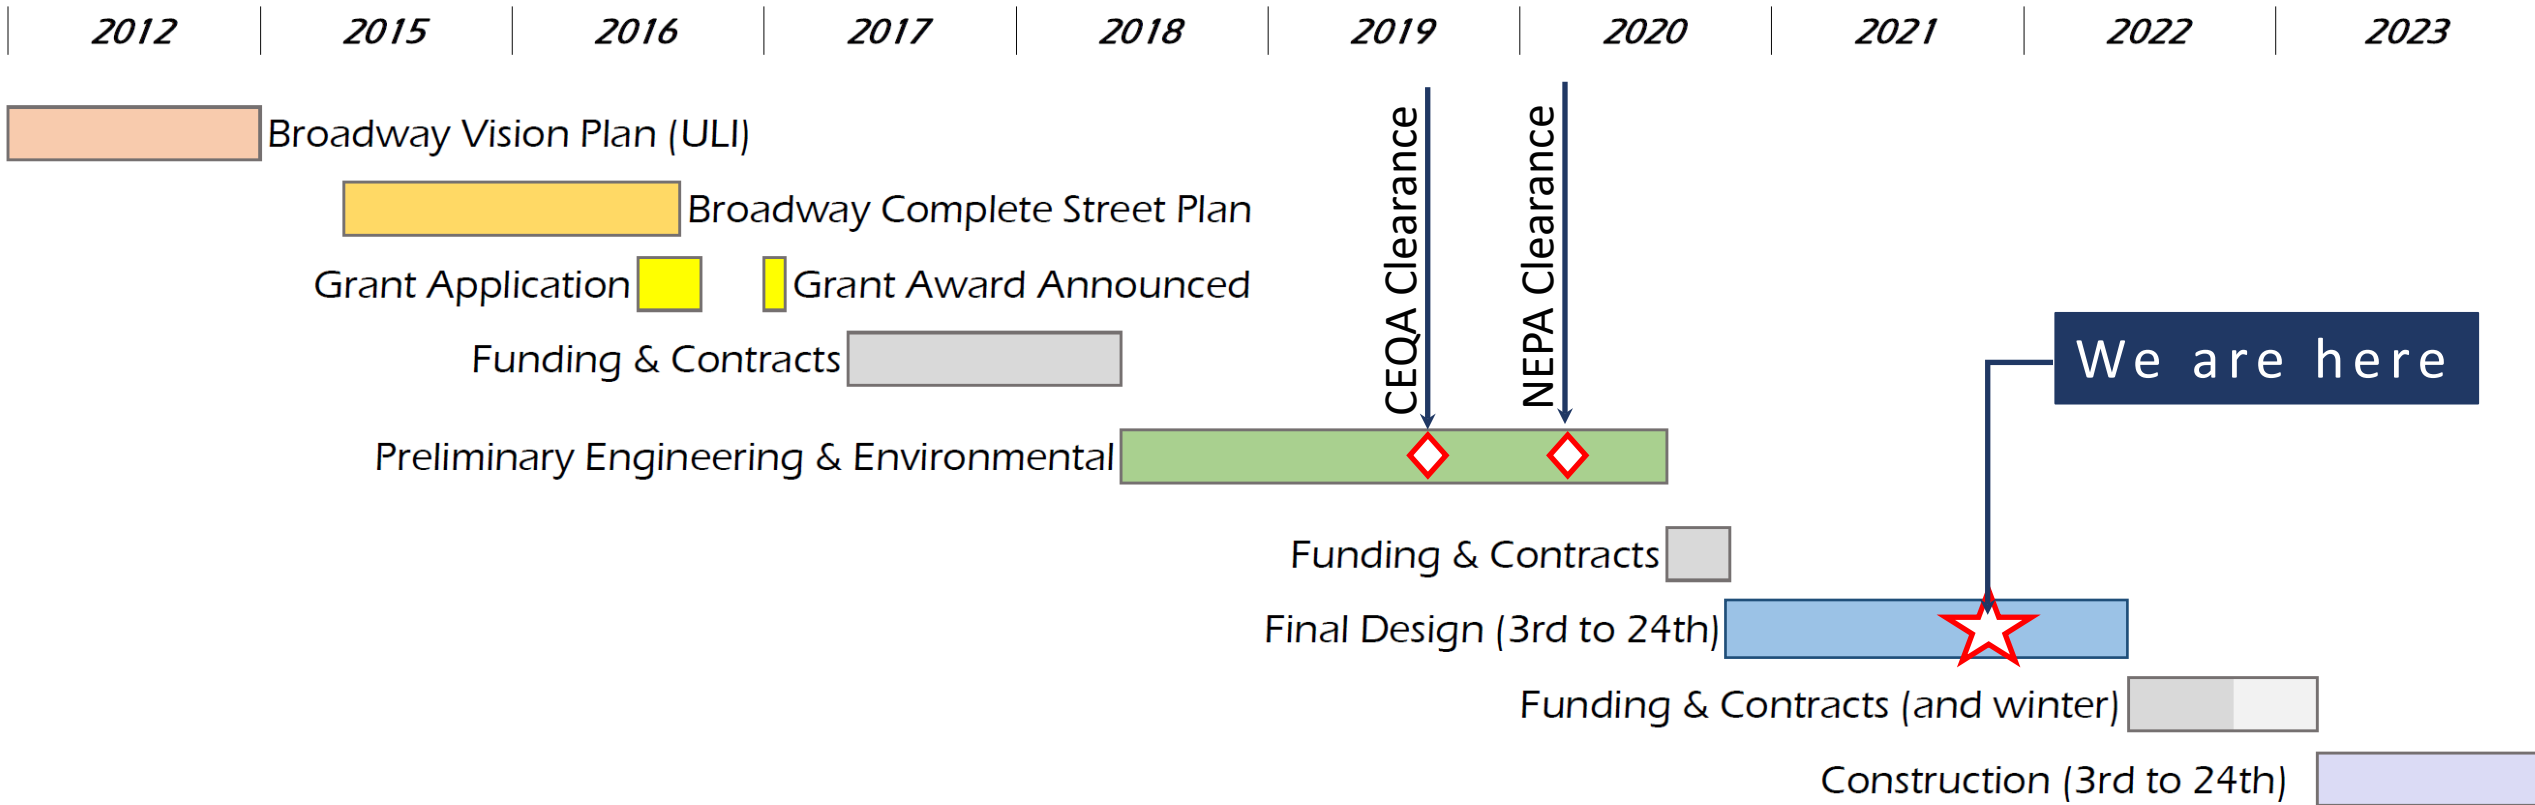 2012 2015 2016 2017 2018 2019 2020 2021 2022 2023
Broadway Vision Plan (ULI)
Broadway Complete Street Plan
Grant Application
Grant Award Announced
Funding & Contracts
CEQA Clearance
NEPA Clearance
We are here
Preliminary Engineering & Environmental
Funding & Contracts
Final Design (3rd to 24th)
Funding & Contracts (and winter)
Construction (3rd to 24th)